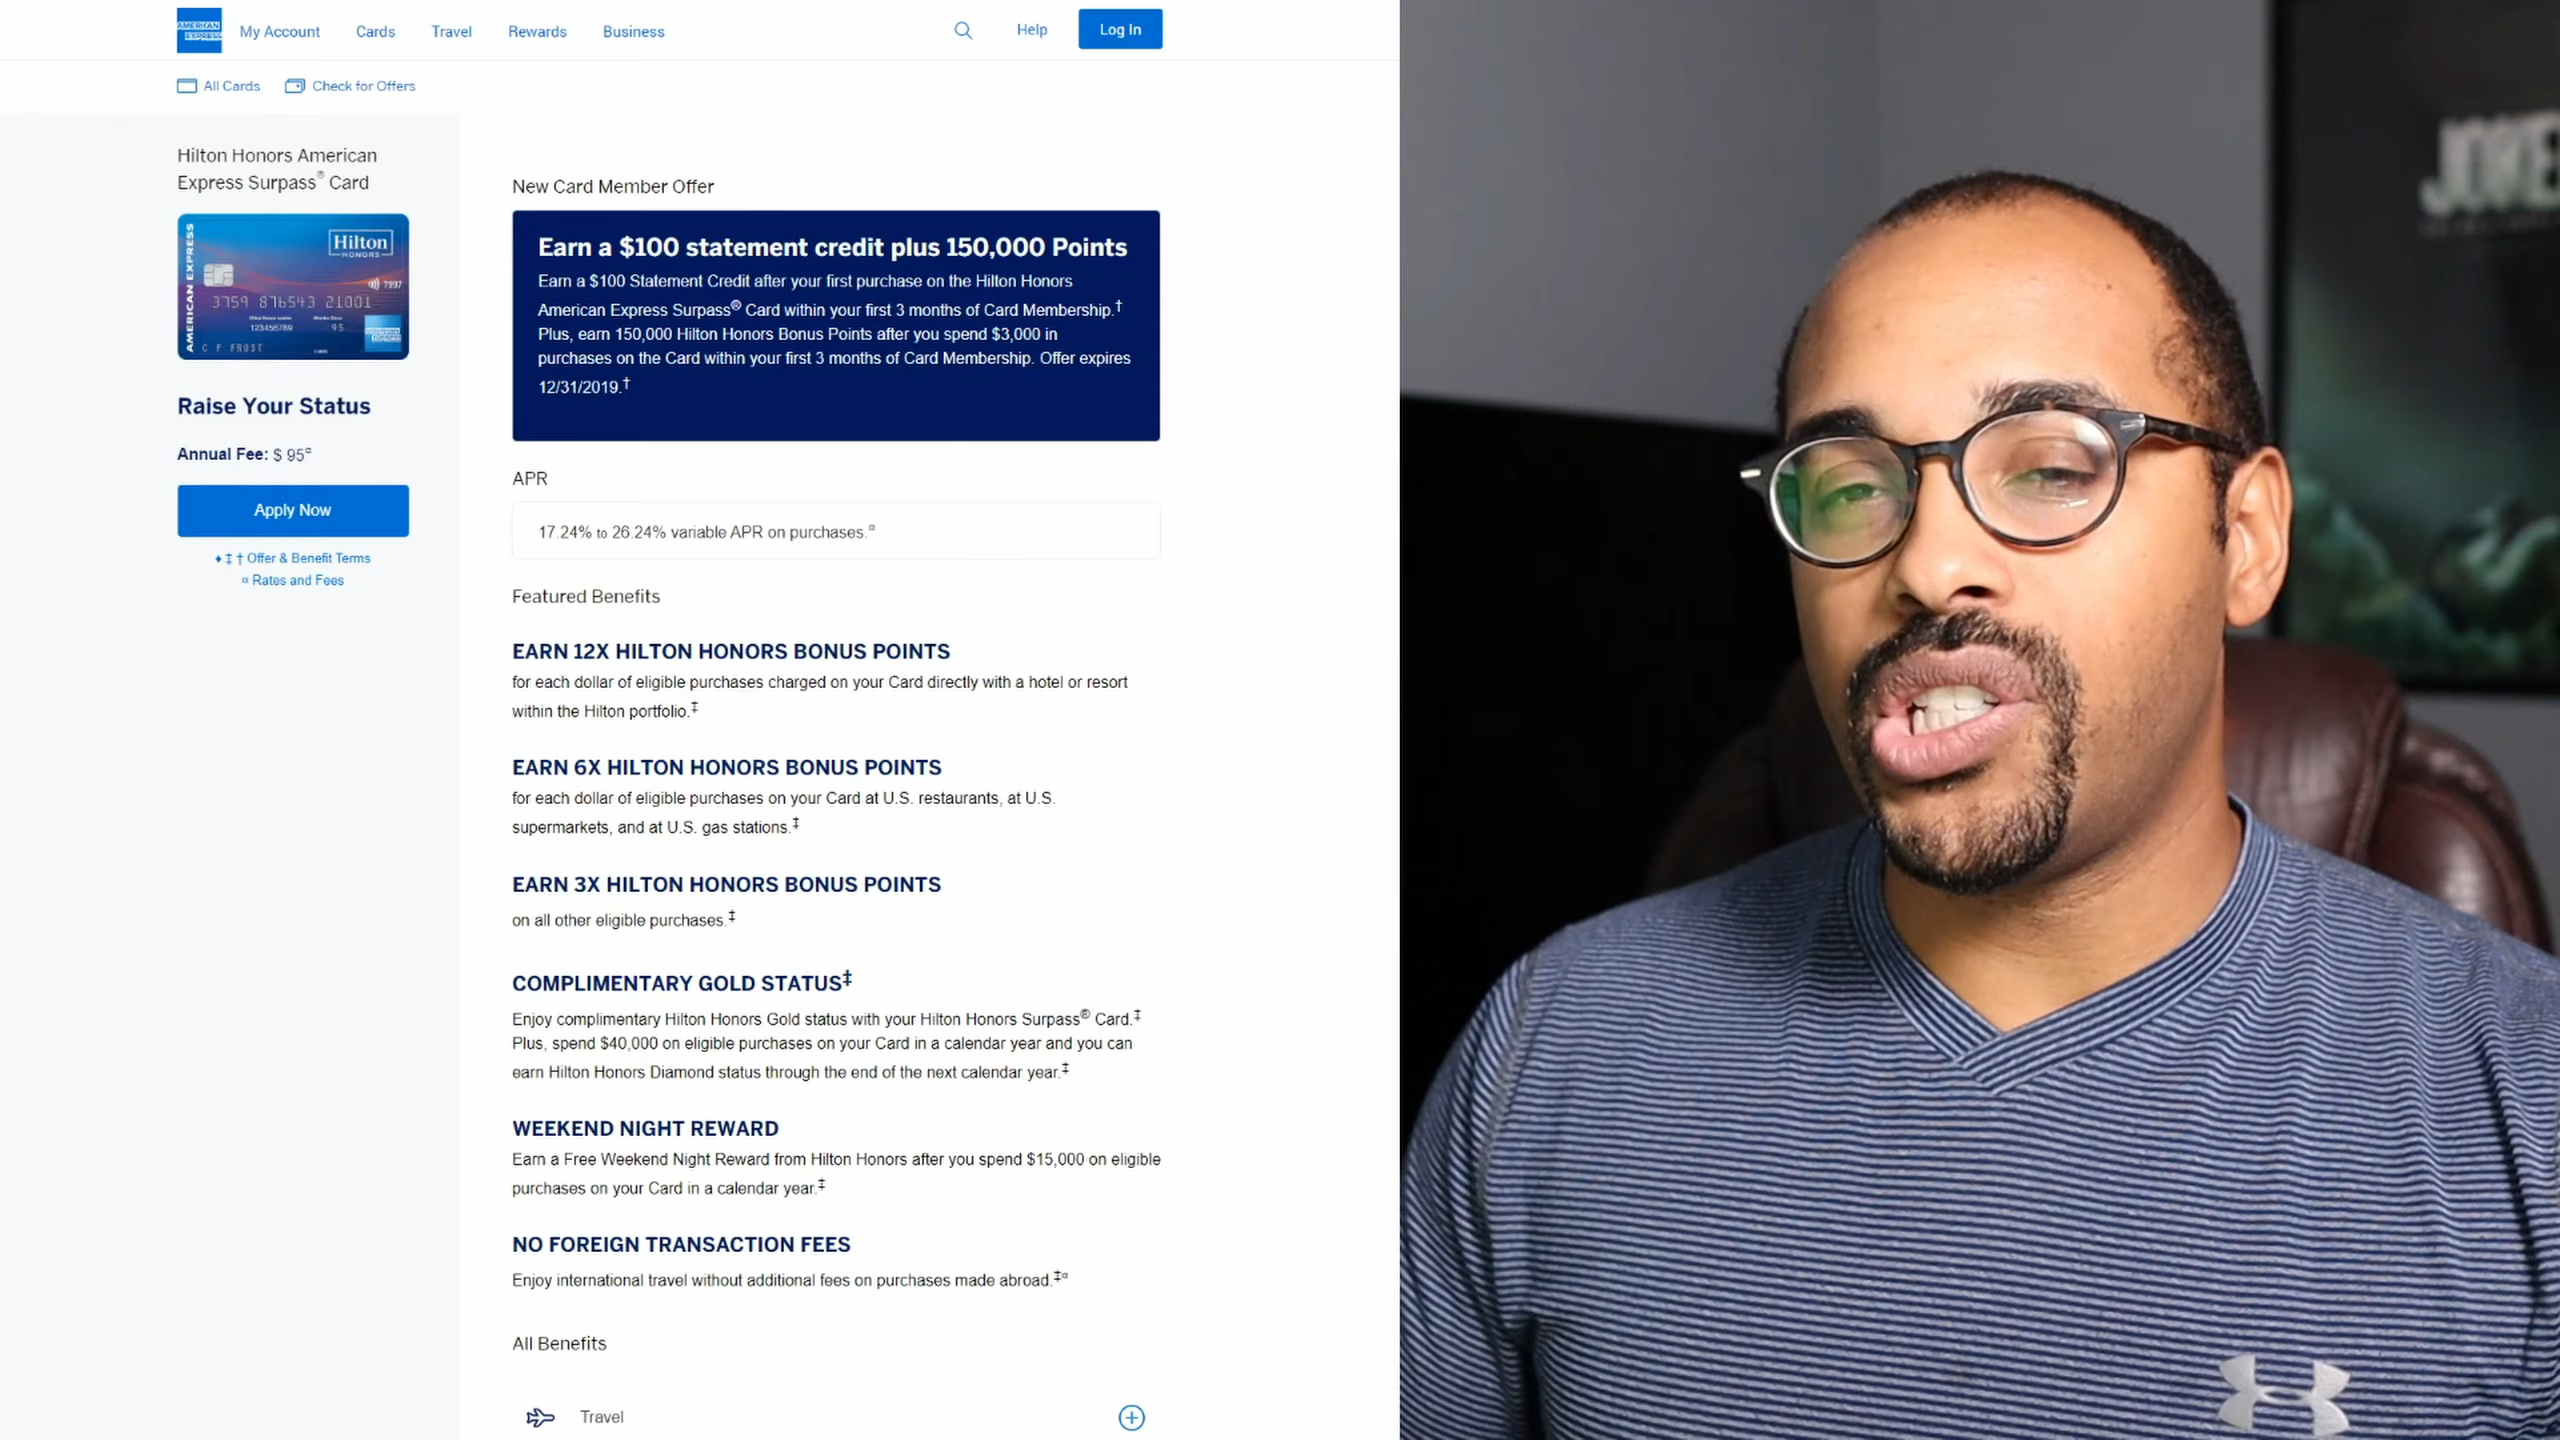 AMERICAN EXPRESS
My Account Cards Travel Rewards Business Help Log In
All Cards Check for Offers
Hilton Honors American
Express Surpass® Card
AMERICAN EXPRESS
Hilton
HONORS
7997
3759 876543 21001
123456789 95
C F FROST
Raise Your Status
Annual Fee: $ 95¤
Apply Now
♦ ‡ † Offer & Benefit Terms
¤ Rates and Fees
New Card Member Offer
Earn a $100 statement credit plus 150,000 Points
Earn a $100 Statement Credit after your first purchase on the Hilton Honors
American Express Surpass® Card within your first 3 months of Card Membership.†
Plus, earn 150,000 Hilton Honors Bonus Points after you spend $3,000 in
purchases on the Card within your first 3 months of Card Membership. Offer expires
12/31/2019.†
APR
17.24% to 26.24% variable APR on purchases.¤
Featured Benefits
EARN 12X HILTON HONORS BONUS POINTS
for each dollar of eligible purchases charged on your Card directly with a hotel or resort
within the Hilton portfolio.‡
EARN 6X HILTON HONORS BONUS POINTS
for each dollar of eligible purchases on your Card at U.S. restaurants, at U.S.
supermarkets, and at U.S. gas stations.‡
EARN 3X HILTON HONORS BONUS POINTS
on all other eligible purchases.‡
COMPLIMENTARY GOLD STATUS‡
Enjoy complimentary Hilton Honors Gold status with your Hilton Honors Surpass® Card.‡
Plus, spend $40,000 on eligible purchases on your Card in a calendar year and you can
earn Hilton Honors Diamond status through the end of the next calendar year.‡
WEEKEND NIGHT REWARD
Earn a Free Weekend Night Reward from Hilton Honors after you spend $15,000 on eligible
purchases on your Card in a calendar year.‡
NO FOREIGN TRANSACTION FEES
Enjoy international travel without additional fees on purchases made abroad.‡¤
All Benefits
Travel
JOKE